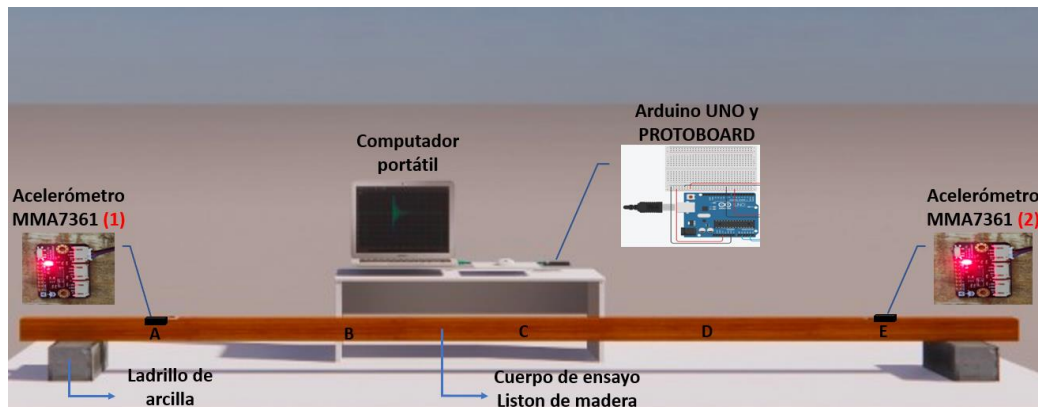 Arduino UNO y
PROTOBOARD
Computador
portátil
Acelerómetro
MMA7361 (1)
Acelerómetro
MMA7361 (2)
A
B
C
D
E
Ladrillo de
arcilla
Cuerpo de ensayo
Liston de madera